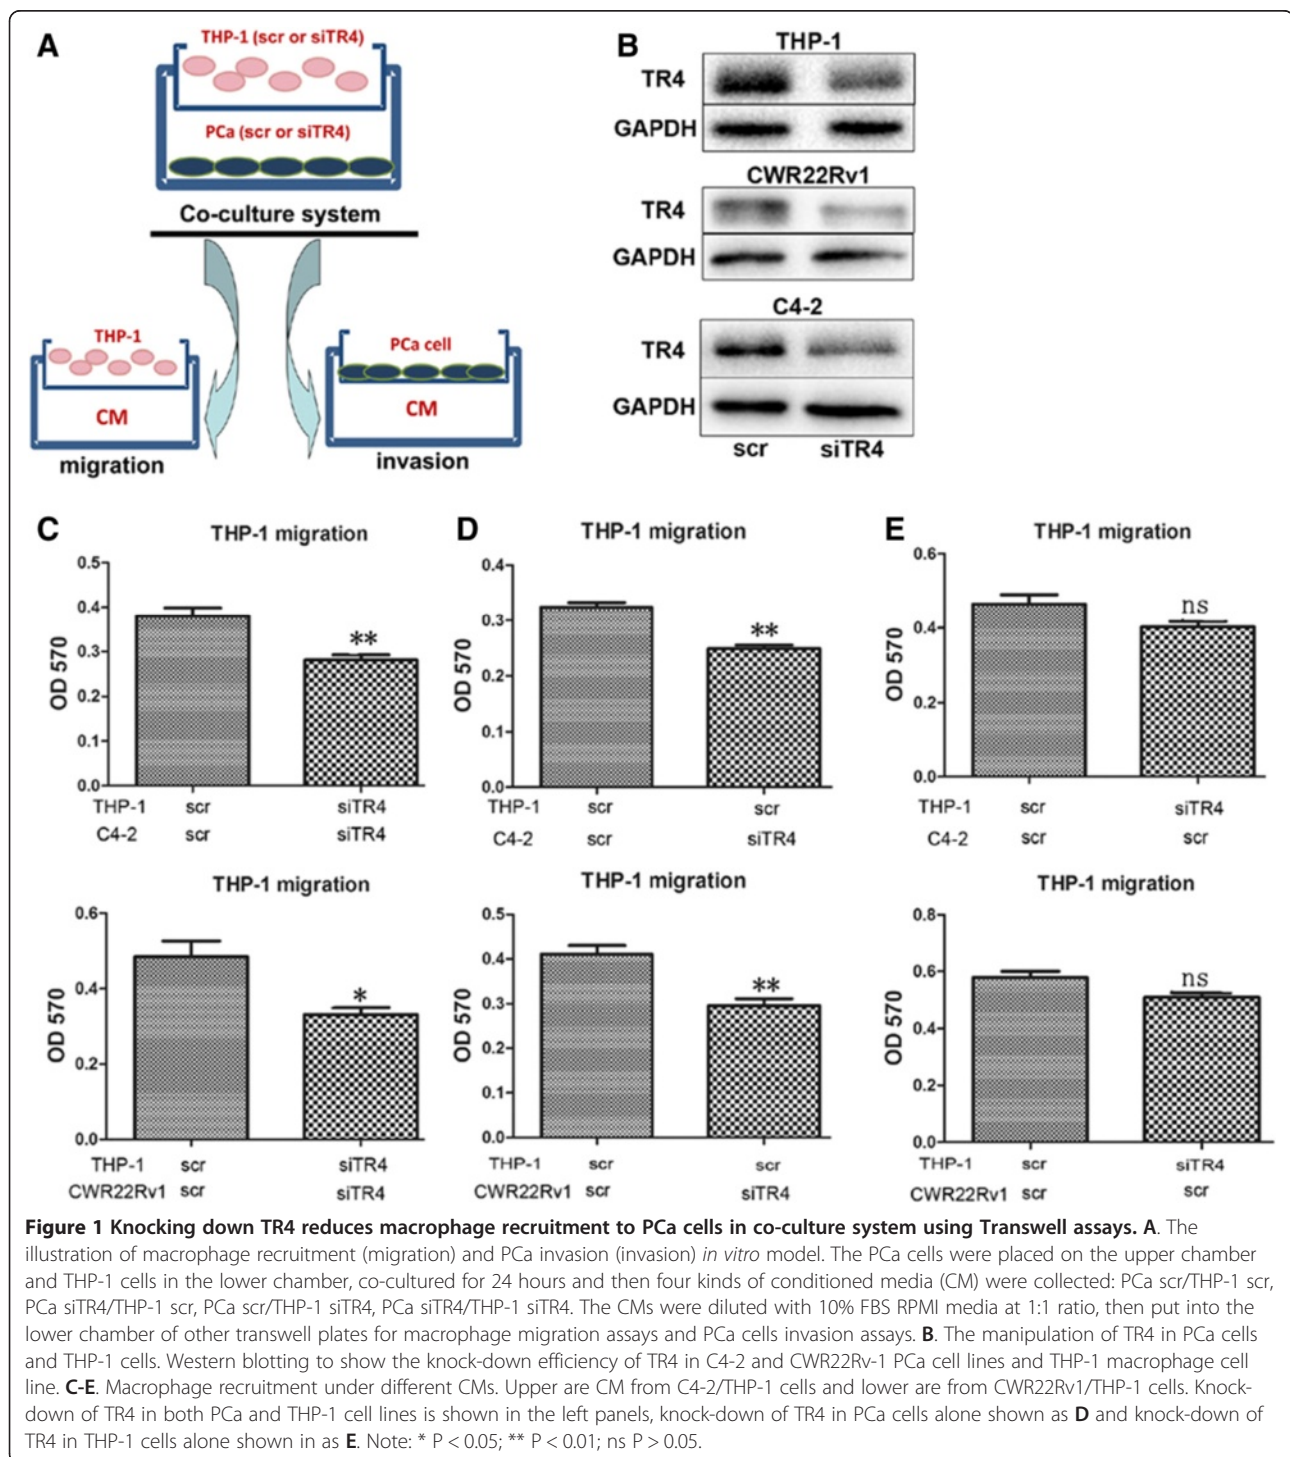 A
THP-1 (scr or siTR4)
PCa (scr or siTR4)
Co-culture system
THP-1
CM
migration
PCa cell
CM
invasion
B
THP-1
TR4
GAPDH
CWR22Rv1
TR4
GAPDH
C4-2
TR4
GAPDH
scr siTR4
C
THP-1 migration
OD 570
0.5
0.4
0.3
0.2
0.1
0.0
**
THP-1 scr siTR4
C4-2 scr siTR4
THP-1 migration
OD 570
0.6
0.4
0.2
0.0
*
THP-1 scr siTR4
CWR22Rv1 scr siTR4
D
THP-1 migration
OD 570
0.4
0.3
0.2
0.1
0.0
**
THP-1 scr scr
C4-2 scr siTR4
THP-1 migration
OD 570
0.5
0.4
0.3
0.2
0.1
0.0
**
THP-1 scr scr
CWR22Rv1 scr siTR4
E
THP-1 migration
OD 570
0.6
0.4
0.2
0.0
ns
THP-1 scr siTR4
C4-2 scr scr
THP-1 migration
OD 570
0.8
0.6
0.4
0.2
0.0
ns
THP-1 scr siTR4
CWR22Rv1 scr scr
Figure 1 Knocking down TR4 reduces macrophage recruitment to PCa cells in co-culture system using Transwell assays. A. The
illustration of macrophage recruitment (migration) and PCa invasion (invasion) in vitro model. The PCa cells were placed on the upper chamber
and THP-1 cells in the lower chamber, co-cultured for 24 hours and then four kinds of conditioned media (CM) were collected: PCa scr/THP-1 scr,
PCa siTR4/THP-1 scr, PCa scr/THP-1 siTR4, PCa siTR4/THP-1 siTR4. The CMs were diluted with 10% FBS RPMI media at 1:1 ratio, then put into the
lower chamber of other transwell plates for macrophage migration assays and PCa cells invasion assays. B. The manipulation of TR4 in PCa cells
and THP-1 cells. Western blotting to show the knock-down efficiency of TR4 in C4-2 and CWR22Rv-1 PCa cell lines and THP-1 macrophage cell
line. C-E. Macrophage recruitment under different CMs. Upper are CM from C4-2/THP-1 cells and lower are from CWR22Rv1/THP-1 cells. Knock-
down of TR4 in both PCa and THP-1 cell lines is shown in the left panels, knock-down of TR4 in PCa cells alone shown as D and knock-down of
TR4 in THP-1 cells alone shown in as E. Note: * P < 0.05; ** P < 0.01; ns P > 0.05.